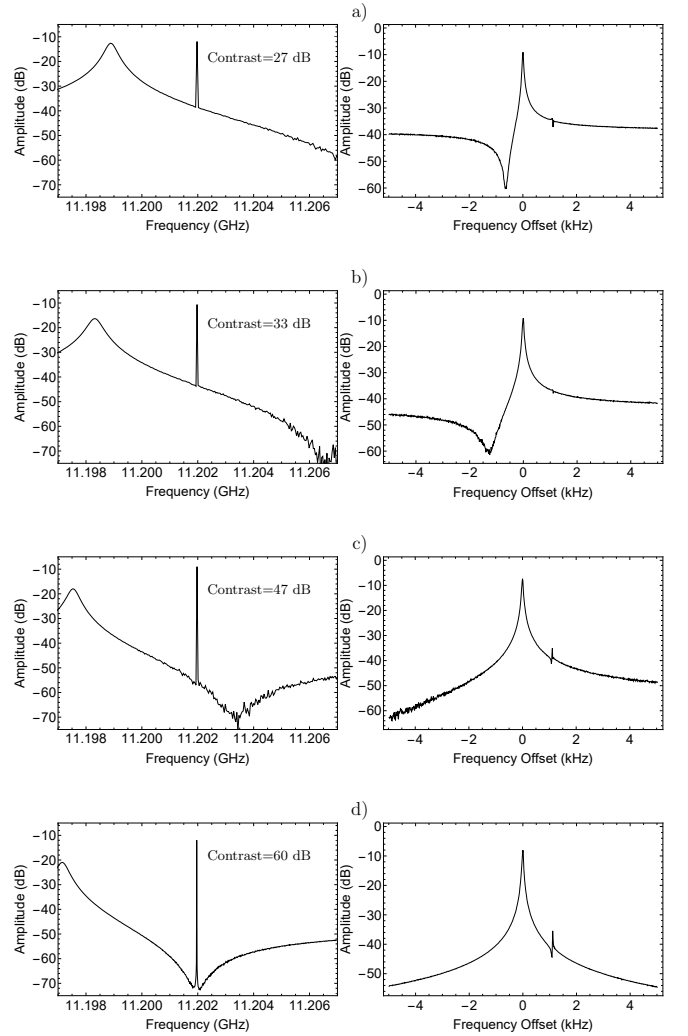 a)
−10
−20
−30
−40
−50
−60
−70
Amplitude (dB)
Contrast=27 dB
11.198 11.200 11.202 11.204 11.206
Frequency (GHz)
0
−10
−20
−30
−40
−50
−60
Amplitude (dB)
−4 −2 0 2 4
Frequency Offset (kHz)
b)
−10
−20
−30
−40
−50
−60
−70
Amplitude (dB)
Contrast=33 dB
11.198 11.200 11.202 11.204 11.206
Frequency (GHz)
0
−10
−20
−30
−40
−50
−60
Amplitude (dB)
−4 −2 0 2 4
Frequency Offset (kHz)
c)
−10
−20
−30
−40
−50
−60
−70
Amplitude (dB)
Contrast=47 dB
11.198 11.200 11.202 11.204 11.206
Frequency (GHz)
0
−10
−20
−30
−40
−50
−60
Amplitude (dB)
−4 −2 0 2 4
Frequency Offset (kHz)
d)
−10
−20
−30
−40
−50
−60
−70
Amplitude (dB)
Contrast=60 dB
11.198 11.200 11.202 11.204 11.206
Frequency (GHz)
0
−10
−20
−30
−40
−50
Amplitude (dB)
−4 −2 0 2 4
Frequency Offset (kHz)